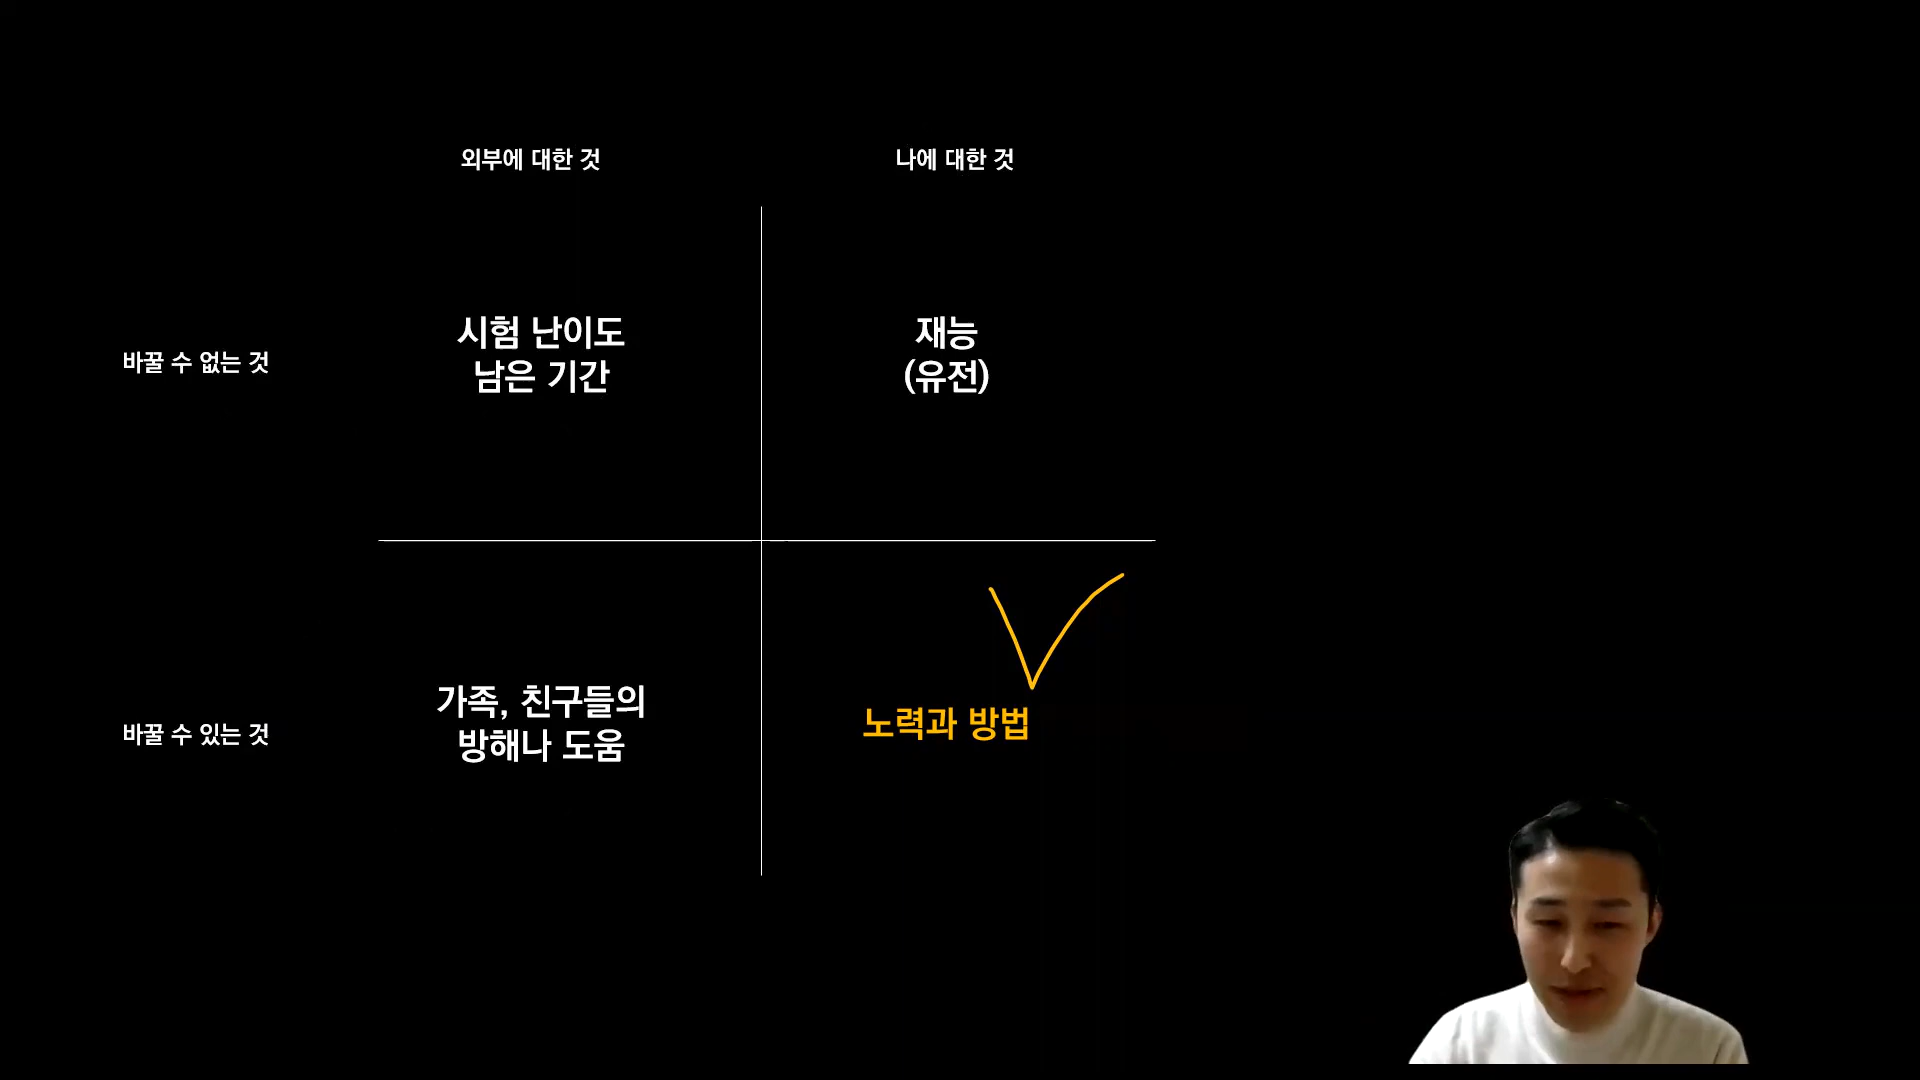 외부에 대한 것
나에 대한 것
바꿀 수 없는 것
시험 난이도
남은 기간
재능
(유전)
바꿀 수 있는 것
가족, 친구들의
방해나 도움
노력과 방법